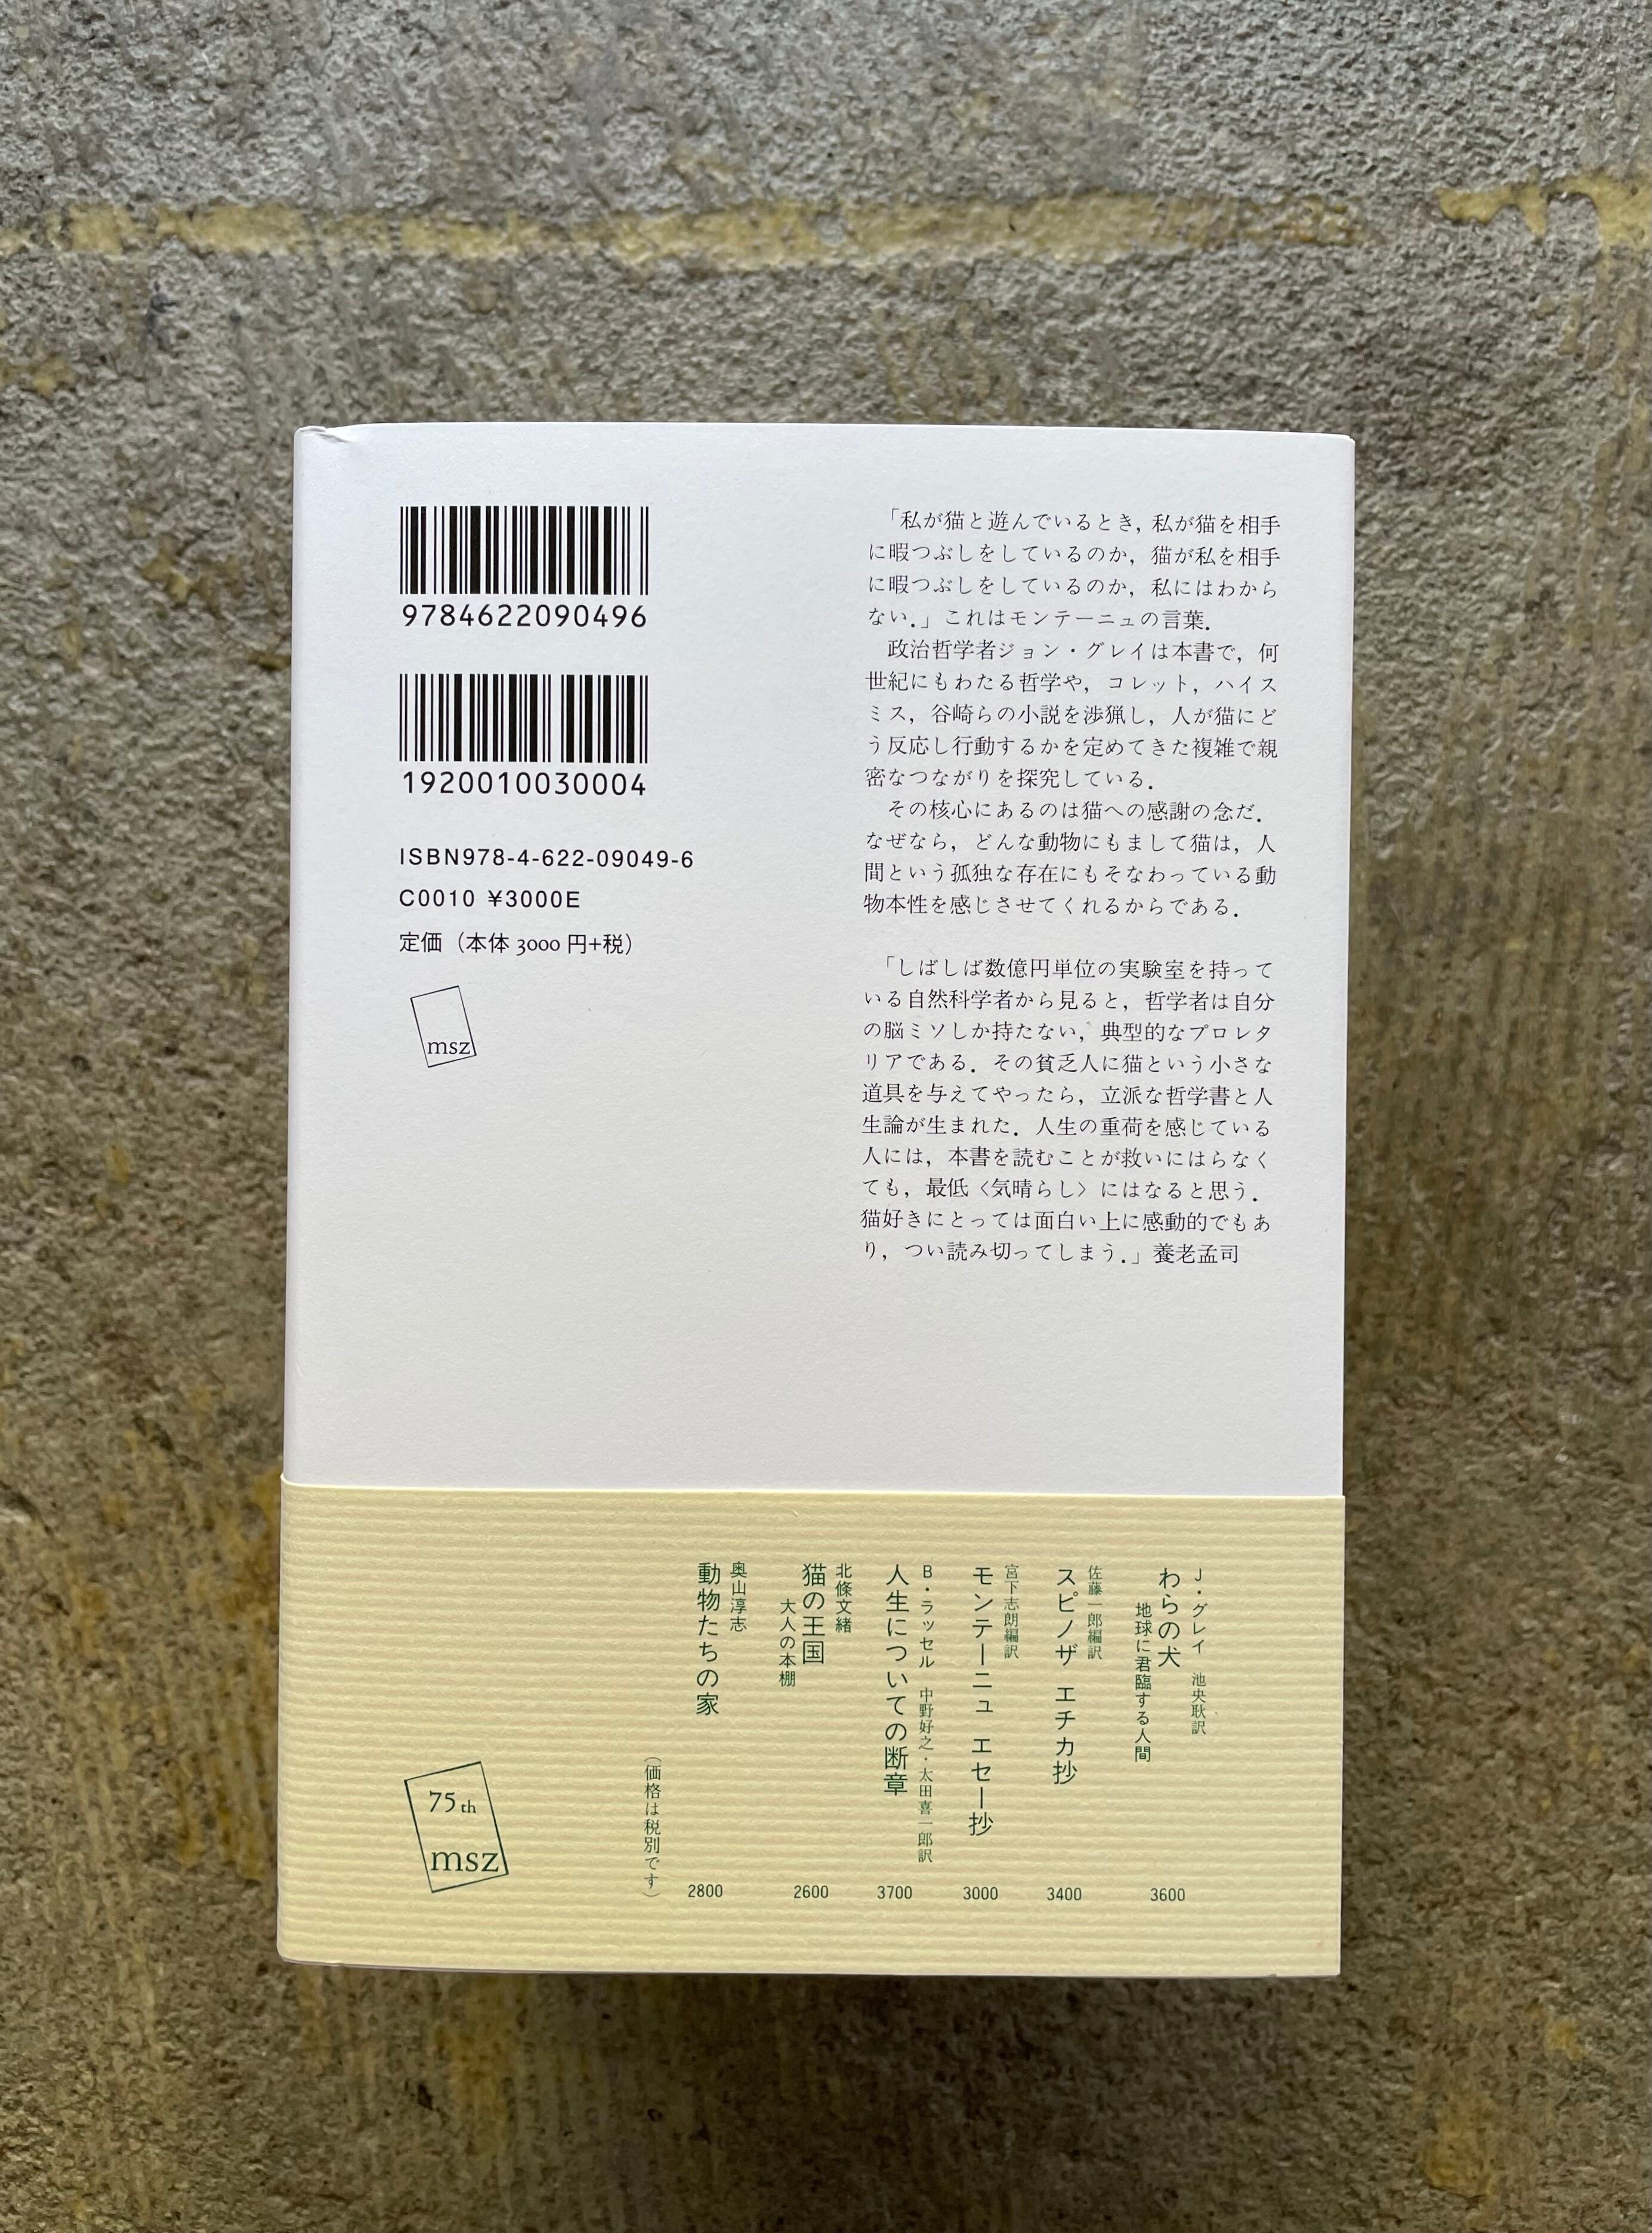 9784622090496
1920010030004
ISBN978-4-622-09049-6
C0010 ¥3000E
定価（本体 3000 円+税）
msz
「私が猫と遊んでいるとき，私が猫を相手
に暇つぶしをしているのか，猫が私を相手
に暇つぶしをしているのか，私にはわから
ない．」これはモンテーニュの言葉．
政治哲学者ジョン・グレイは本書で，何
世紀にもわたる哲学や，コレット，ハイス
ミス，谷崎らの小説を渉猟し，人が猫にど
う反応し行動するかを定めてきた複雑で親
密なつながりを探究している．
その核心にあるのは猫への感謝の念だ．
なぜなら，どんな動物にもまして猫は，人
間という孤独な存在にもそなわっている動
物本性を感じさせてくれるからである．
「しばしば数億円単位の実験室を持って
いる自然科学者から見ると，哲学者は自分
の脳ミソしか持たない，典型的なプロレタ
リアである．その貧乏人に猫という小さな
道具を与えてやったら，立派な哲学書と人
生論が生まれた．人生の重荷を感じている
人には，本書を読むことが救いにはらなく
ても，最低〈気晴らし〉にはなると思う．
猫好きにとっては面白い上に感動的でもあ
り，つい読み切ってしまう．」養老孟司
J・グレイ 池央耿訳
わらの犬
地球に君臨する人間
3600
佐藤一郎編訳
スピノザ エチカ抄
3400
宮下志朗編訳
モンテーニュ エセー抄
3000
B・ラッセル 中野好之・太田喜一郎訳
人生についての断章
3700
北條文緒
猫の王国
大人の本棚
2600
奥山淳志
動物たちの家
2800
（価格は税別です）
75th
msz